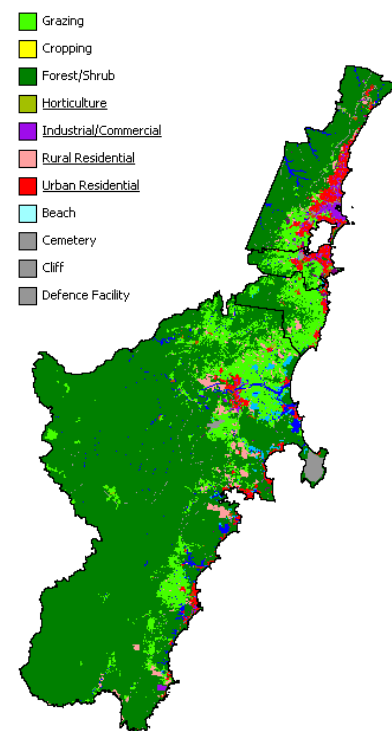 Grazing
Cropping
Forest/Shrub
Horticulture
Industrial/Commercial
Rural Residential
Urban Residential
Beach
Cemetery
Cliff
Defence Facility